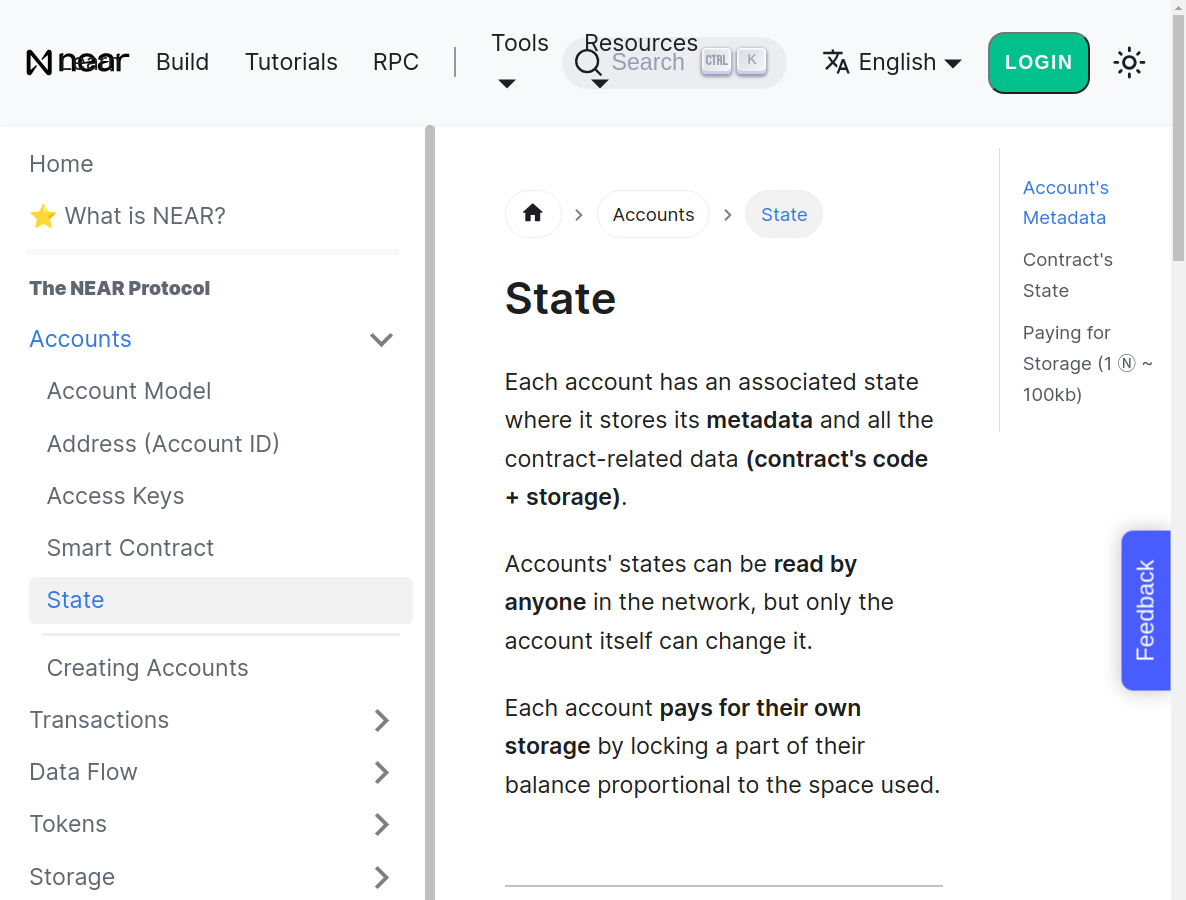 near
Learn
Build
Tutorials
RPC
Tools
Resources
Search
CTRL
K
English
LOGIN
Home
⭐ What is NEAR?
The NEAR Protocol
Accounts
Account Model
Address (Account ID)
Access Keys
Smart Contract
State
Creating Accounts
Transactions
Data Flow
Tokens
Storage
Accounts
State
State
Each account has an associated state
where it stores its metadata and all the
contract-related data (contract's code
+ storage).
Accounts' states can be read by
anyone in the network, but only the
account itself can change it.
Each account pays for their own
storage by locking a part of their
balance proportional to the space used.
Account's
Metadata
Contract's
State
Paying for
Storage (1 Ⓝ ~
100kb)
Feedback